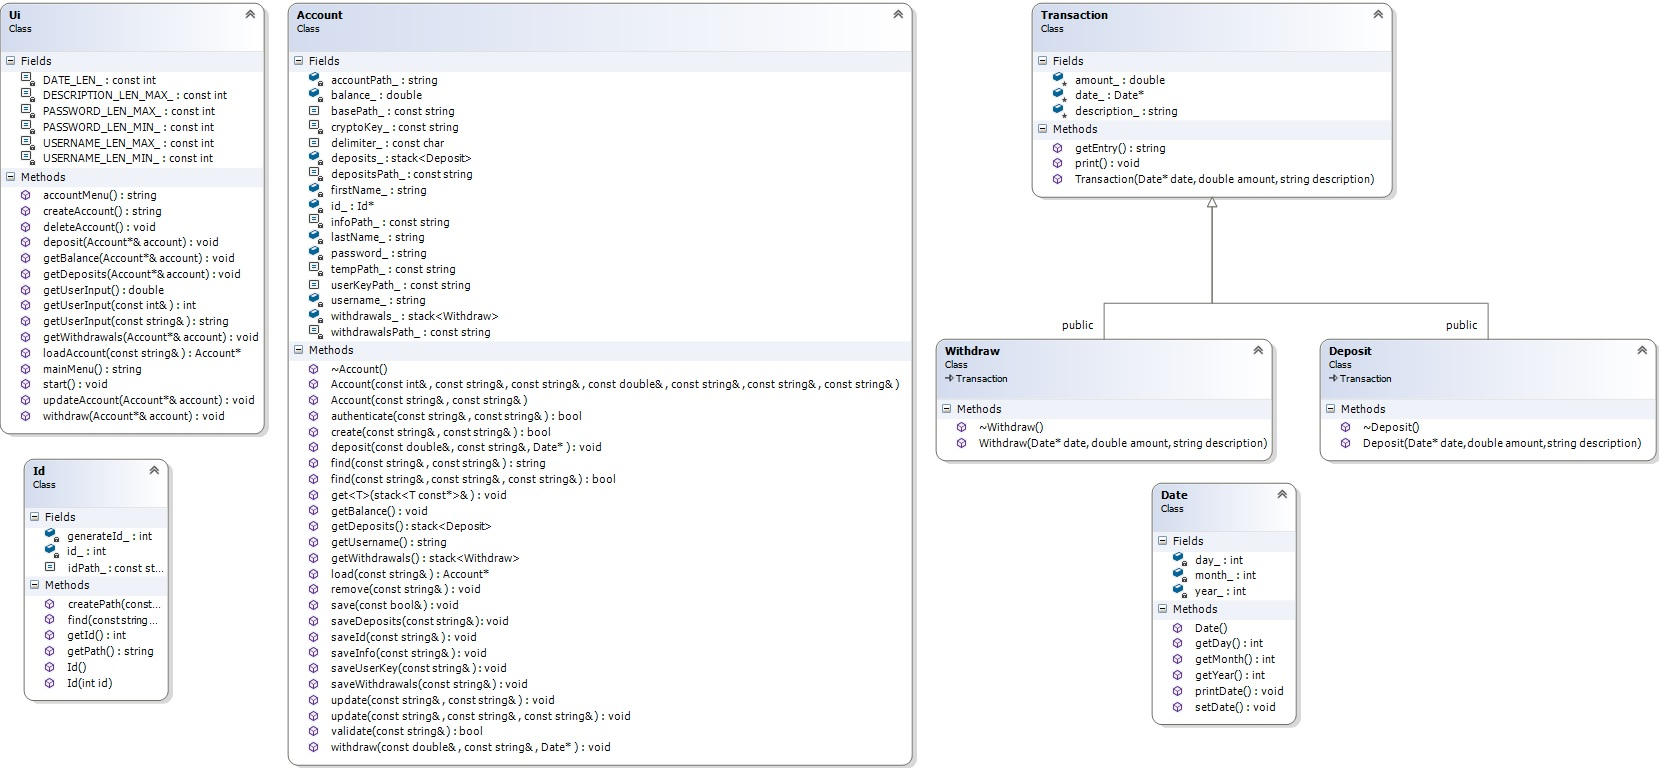 Ui
Class
Fields
DATE_LEN_ : const int
DESCRIPTION_LEN_MAX_ : const int
PASSWORD_LEN_MAX_ : const int
PASSWORD_LEN_MIN_ : const int
USERNAME_LEN_MAX_ : const int
USERNAME_LEN_MIN_ : const int
Methods
accountMenu() : string
createAccount() : string
deleteAccount() : void
deposit(Account*& account) : void
getBalance(Account*& account) : void
getDeposits(Account*& account) : void
getUserInput() : double
getUserInput(const int& ) : int
getUserInput(const string& ) : string
getWithdrawals(Account*& account) : void
loadAccount(const string& ) : Account*
mainMenu() : string
start() : void
updateAccount(Account*& account) : void
withdraw(Account*& account) : void
Id
Class
Fields
generateId_ : int
id_ : int
idPath_ : const st...
Methods
createPath(const...
find(const string ...
getId() : int
getPath() : string
Id()
Id(int id)
Account
Class
Fields
accountPath_ : string
balance_ : double
basePath_ : const string
cryptoKey_ : const string
delimiter_ : const char
deposits_ : stack<Deposit>
depositsPath_ : const string
firstName_ : string
id_ : Id*
infoPath_ : const string
lastName_ : string
password_ : string
tempPath_ : const string
userKeyPath_ : const string
username_ : string
withdrawals_ : stack<Withdraw>
withdrawalsPath_ : const string
Methods
~Account()
Account(const int& , const string& , const string& , const double& , const string& , const string& , const string& )
Account(const string& , const string& )
authenticate(const string& , const string& ) : bool
create(const string& , const string& ) : bool
deposit(const double& , const string& , Date* ) : void
find(const string& , const string& ) : string
find(const string& , const string& , const string& ) : bool
get<T>(stack<T const*>& ) : void
getBalance() : void
getDeposits() : stack<Deposit>
getUsername() : string
getWithdrawals() : stack<Withdraw>
load(const string& ) : Account*
remove(const string& ) : void
save(const bool& ) : void
saveDeposits(const string& ) : void
saveId(const string& ) : void
saveInfo(const string& ) : void
saveUserKey(const string& ) : void
saveWithdrawals(const string& ) : void
update(const string& , const string& ) : void
update(const string& , const string& , const string& ) : void
validate(const string& ) : bool
withdraw(const double& , const string& , Date* ) : void
Transaction
Class
Fields
amount_ : double
date_ : Date*
description_ : string
Methods
getEntry() : string
print() : void
Transaction(Date* date, double amount, string description)
public
public
Withdraw
Class
Transaction
Methods
~Withdraw()
Withdraw(Date* date, double amount, string description)
Deposit
Class
Transaction
Methods
~Deposit()
Deposit(Date* date, double amount, string description)
Date
Class
Fields
day_ : int
month_ : int
year_ : int
Methods
Date()
getDay() : int
getMonth() : int
getYear() : int
printDate() : void
setDate() : void